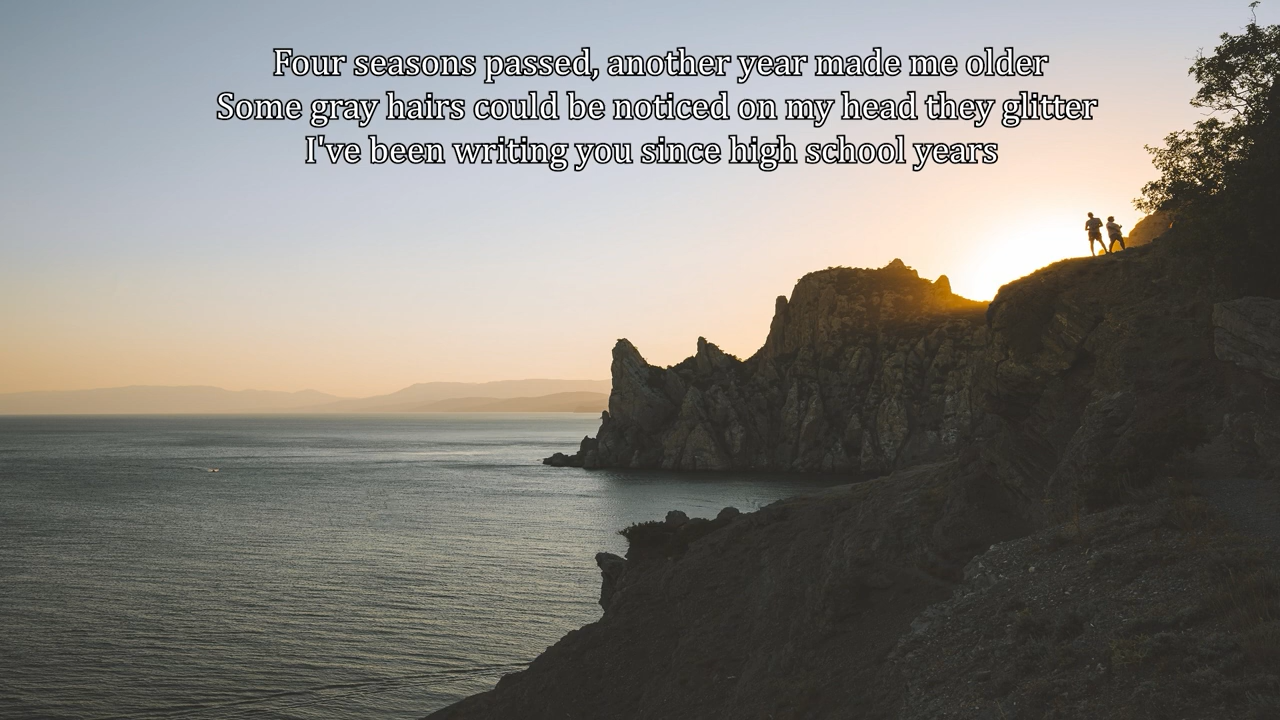 Four seasons passed, another year made me older
Some gray hairs could be noticed on my head they glitter
I've been writing you since high school years